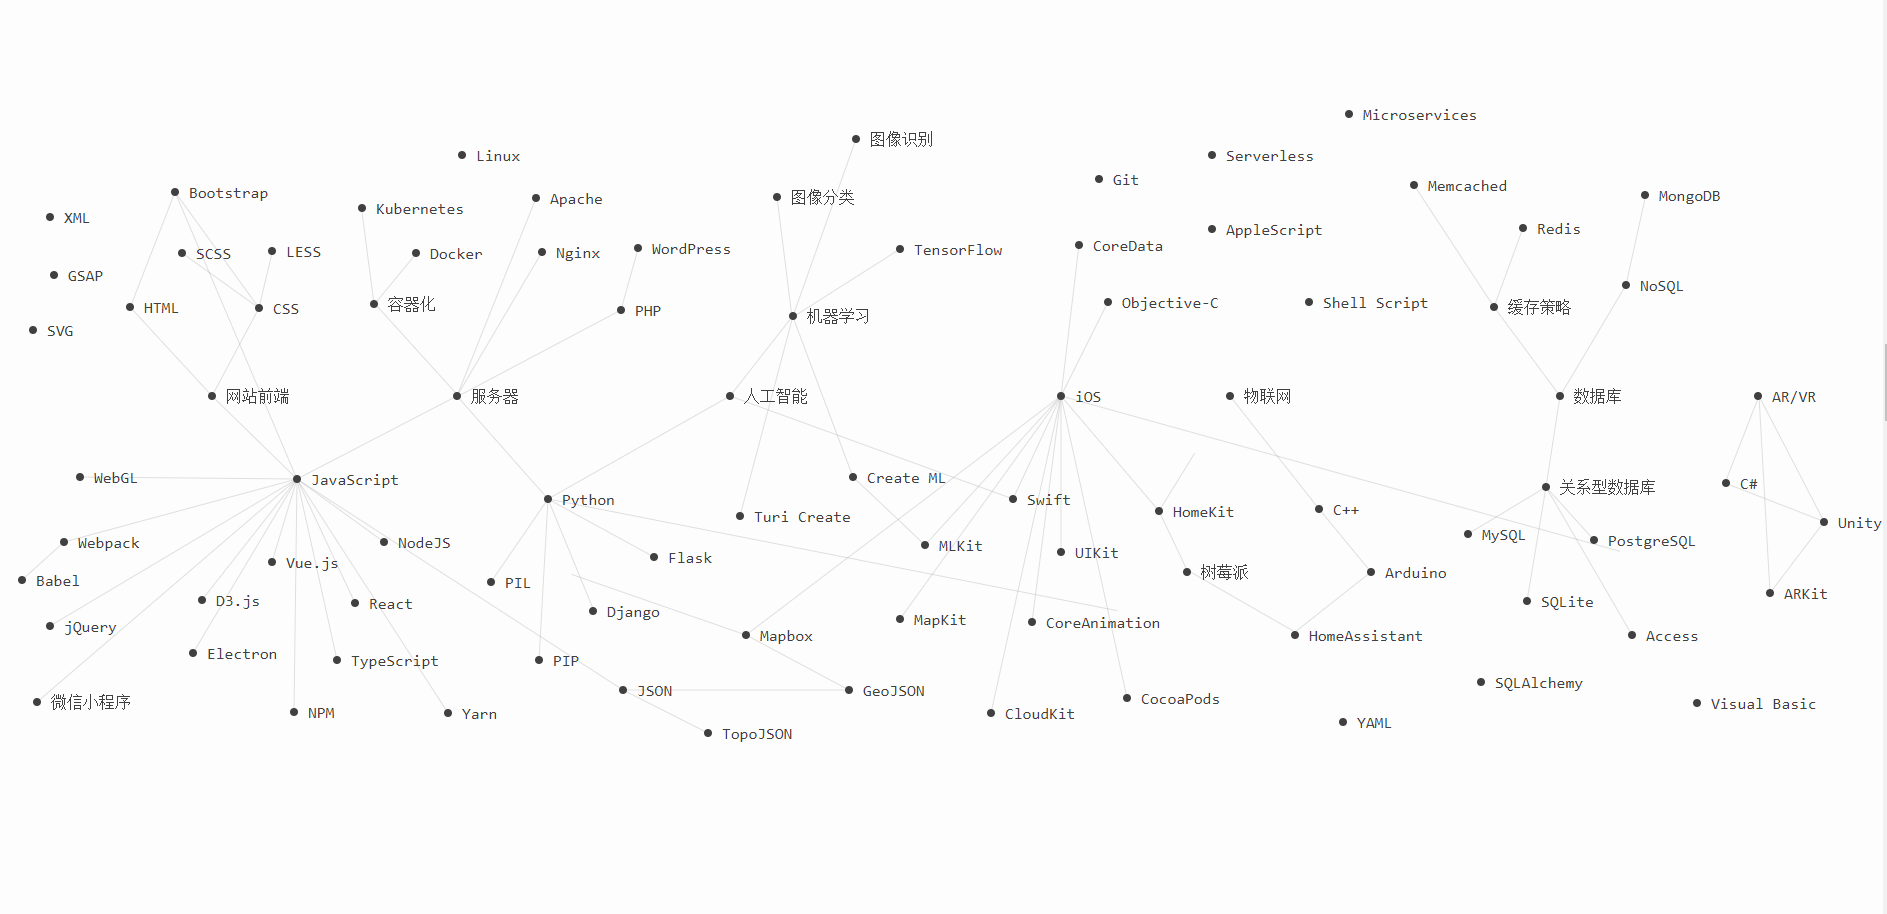 Microservices
图像识别
Linux
Serverless
Git
Memcached
Bootstrap
MongoDB
图像分类
Apache
Kubernetes
XML
Redis
AppleScript
CoreData
WordPress
TensorFlow
LESS
Nginx
SCSS
Docker
GSAP
NoSQL
Objective-C
Shell Script
容器化
缓存策略
HTML
CSS
PHP
机器学习
SVG
网站前端
服务器
人工智能
iOS
物联网
数据库
AR/VR
WebGL
Create ML
JavaScript
C#
关系型数据库
Python
Swift
C++
HomeKit
Turi Create
Unity
MySQL
PostgreSQL
Webpack
NodeJS
MLKit
UIKit
Flask
Vue.js
树莓派
Arduino
Babel
PIL
ARKit
D3.js
SQLite
React
Django
MapKit
CoreAnimation
jQuery
Mapbox
HomeAssistant
Access
Electron
TypeScript
PIP
SQLAlchemy
JSON
GeoJSON
CocoaPods
微信小程序
Visual Basic
NPM
Yarn
CloudKit
YAML
TopoJSON